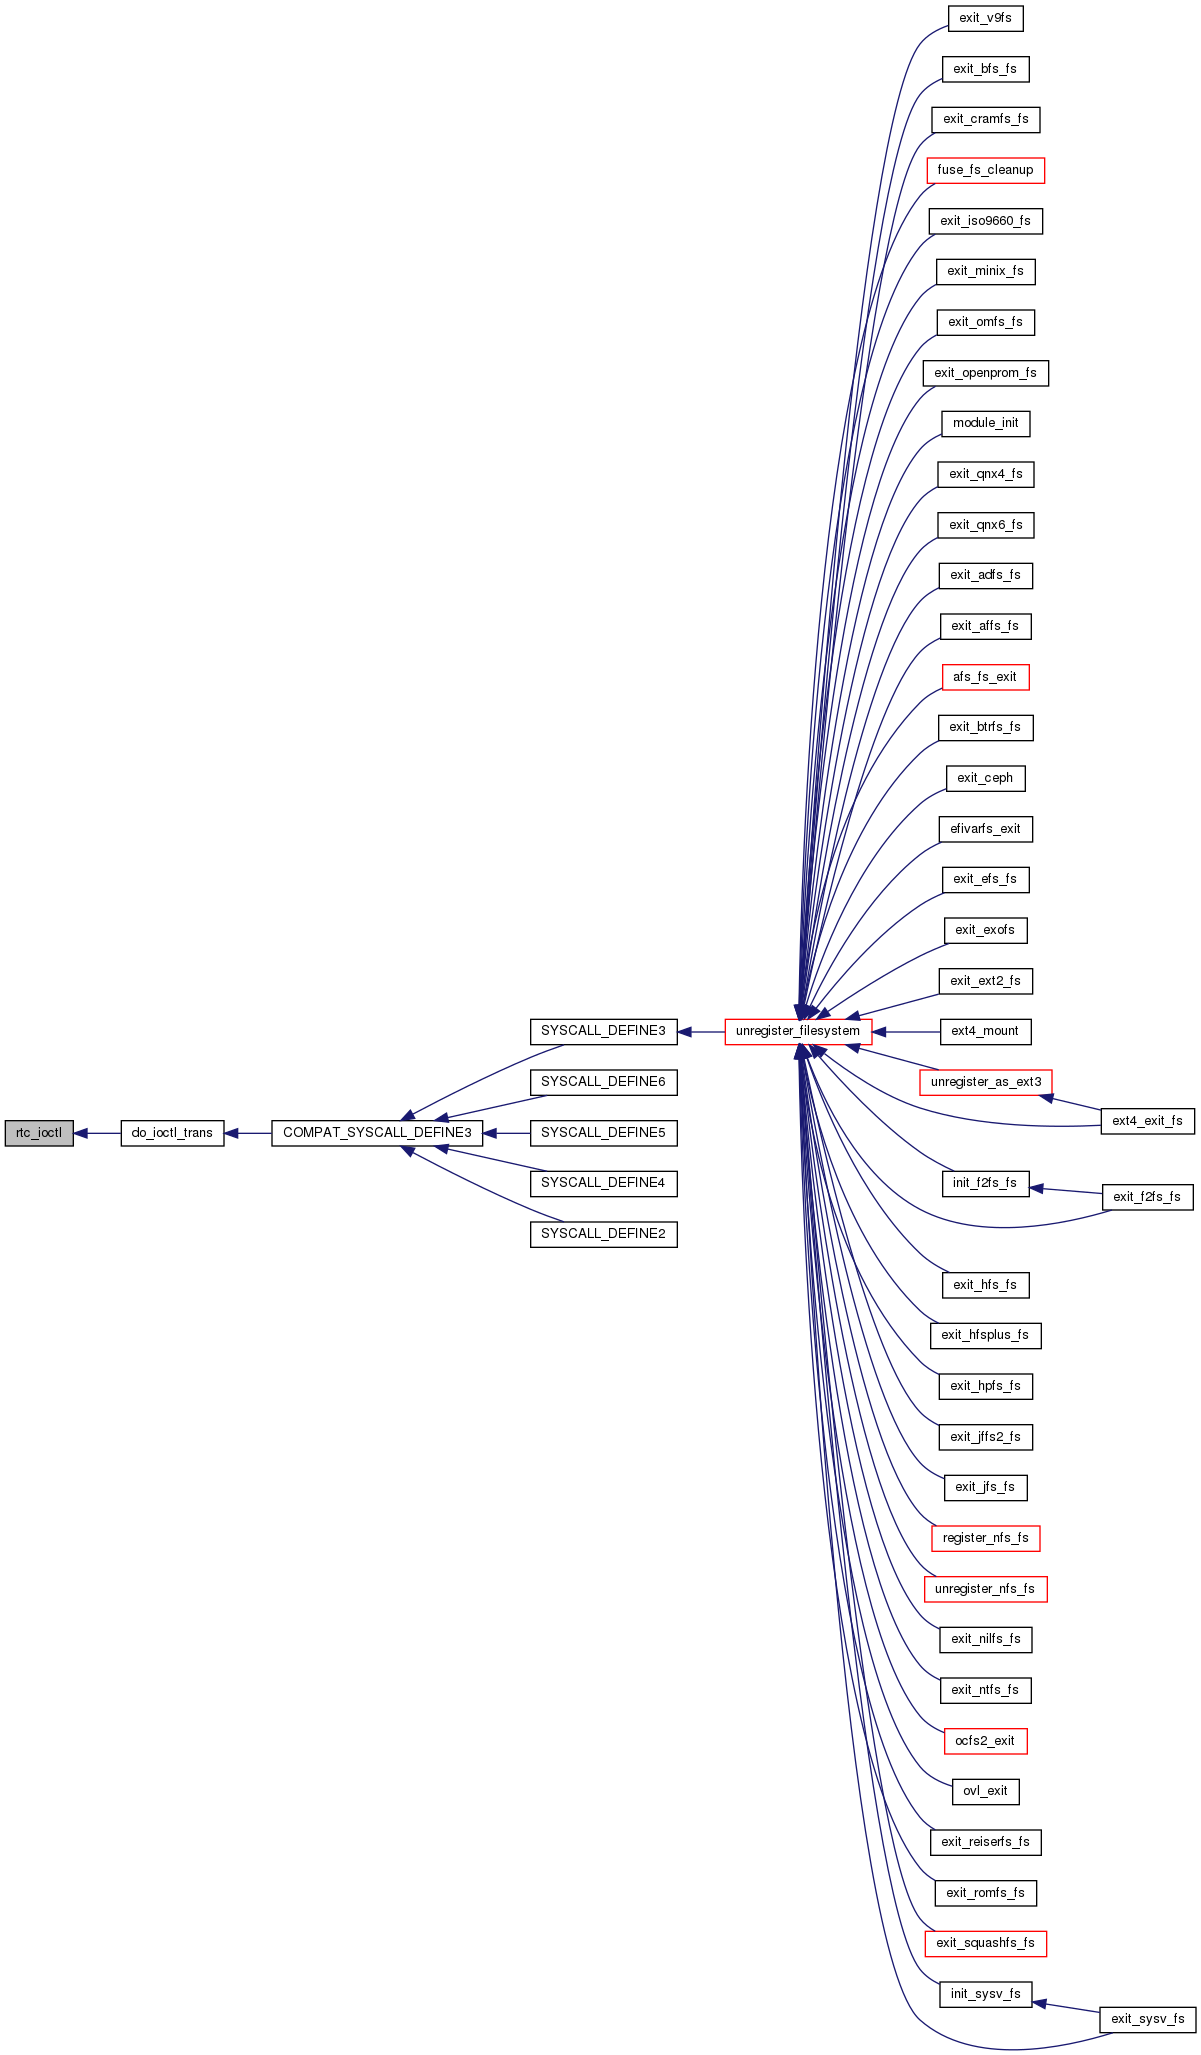 exit_v9fs
exit_bfs_fs
exit_cramfs_fs
fuse_fs_cleanup
exit_iso9660_fs
exit_minix_fs
exit_omfs_fs
exit_openprom_fs
module_init
exit_qnx4_fs
exit_qnx6_fs
exit_adfs_fs
exit_affs_fs
afs_fs_exit
exit_btrfs_fs
exit_ceph
efivarfs_exit
exit_efs_fs
exit_exofs
exit_ext2_fs
SYSCALL_DEFINE3
unregister_filesystem
ext4_mount
SYSCALL_DEFINE6
unregister_as_ext3
ext4_exit_fs
rtc_ioctl
do_ioctl_trans
COMPAT_SYSCALL_DEFINE3
SYSCALL_DEFINE5
SYSCALL_DEFINE4
init_f2fs_fs
exit_f2fs_fs
SYSCALL_DEFINE2
exit_hfs_fs
exit_hfsplus_fs
exit_hpfs_fs
exit_jffs2_fs
exit_jfs_fs
register_nfs_fs
unregister_nfs_fs
exit_nilfs_fs
exit_ntfs_fs
ocfs2_exit
ovl_exit
exit_reiserfs_fs
exit_romfs_fs
exit_squashfs_fs
init_sysv_fs
exit_sysv_fs